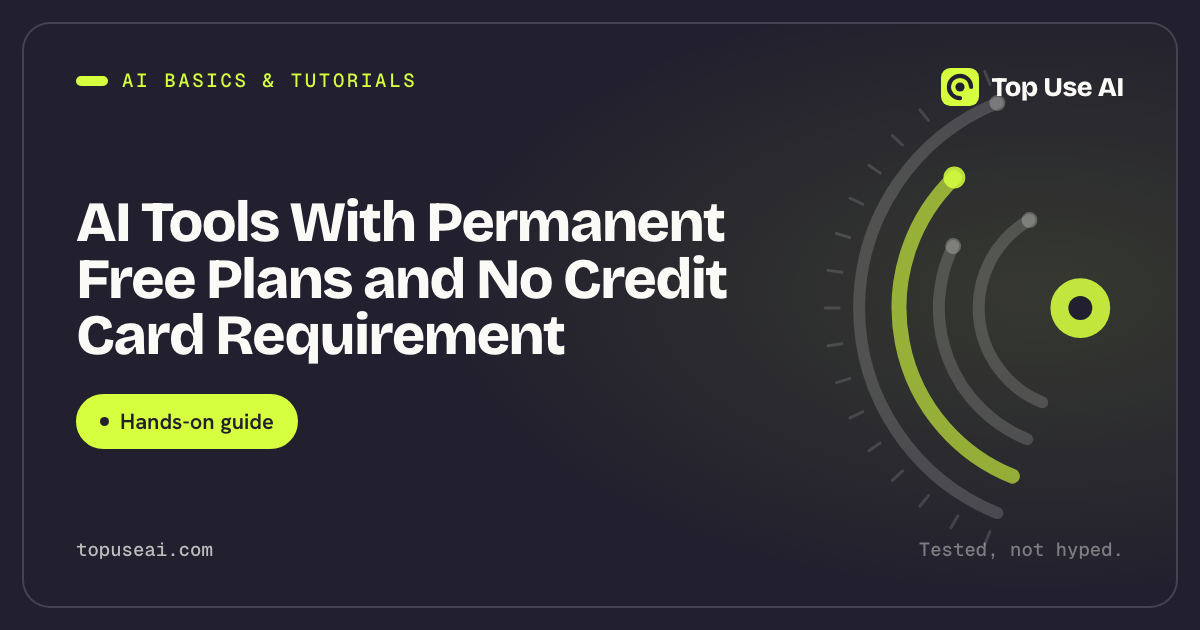 AI BASICS & TUTORIALS
Top Use AI
AI Tools With Permanent
Free Plans and No Credit
Card Requirement
Hands-on guide
topuseai.com
Tested, not hyped.